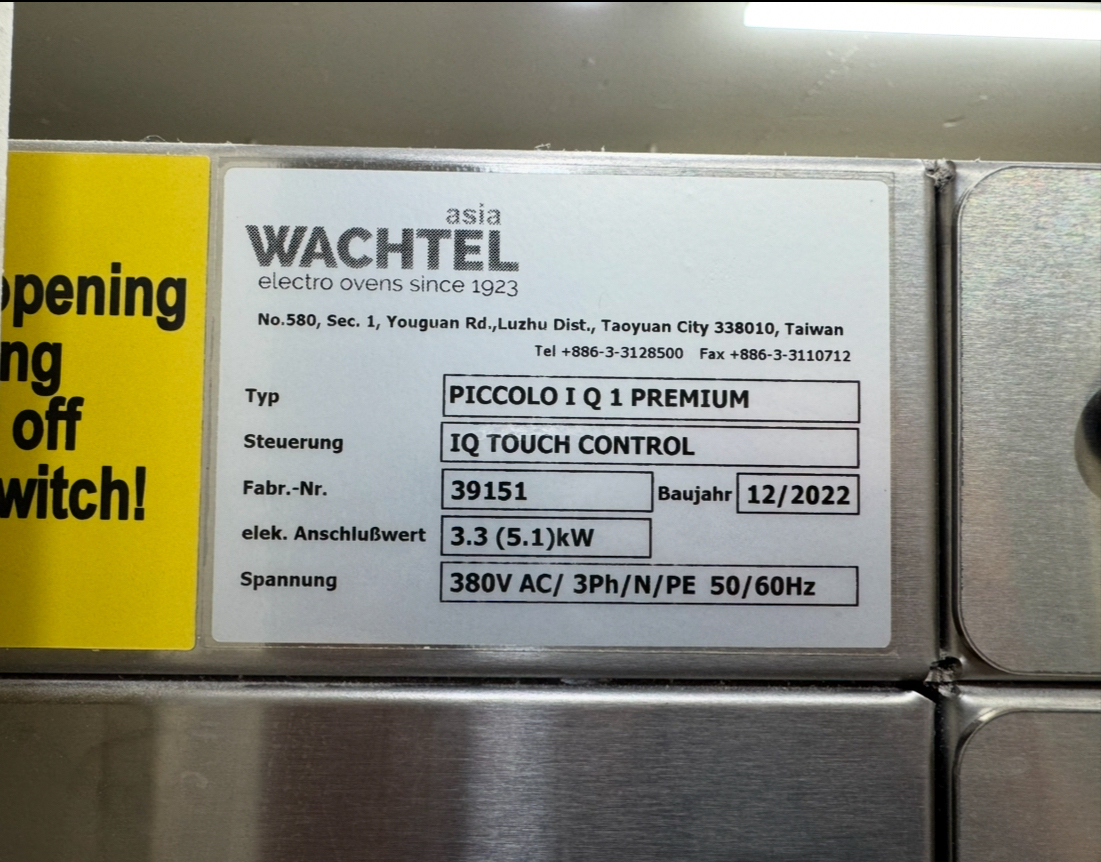 opening
ng
off
witch!
asia
WACHTEL
electro ovens since 1923
No.580, Sec. 1, Youguan Rd.,Luzhu Dist., Taoyuan City 338010, Taiwan
Tel +886-3-3128500 Fax +886-3-3110712
Typ PICCOLO I Q 1 PREMIUM
Steuerung IQ TOUCH CONTROL
Fabr.-Nr. 39151 Baujahr 12/2022
elek. Anschlußwert 3.3 (5.1)kW
Spannung 380V AC/ 3Ph/N/PE 50/60Hz